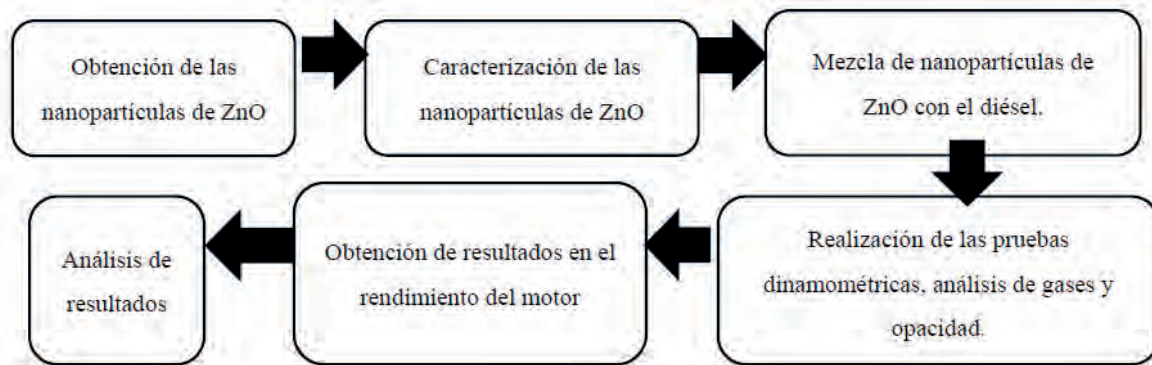 Obtención de las
nanopartículas de ZnO
Caracterización de las
nanopartículas de ZnO
Mezcla de nanopartículas de
ZnO con el diésel.
Realización de las pruebas
dinamométricas, análisis de gases y
opacidad.
Obtención de resultados en el
rendimiento del motor
Análisis de
resultados